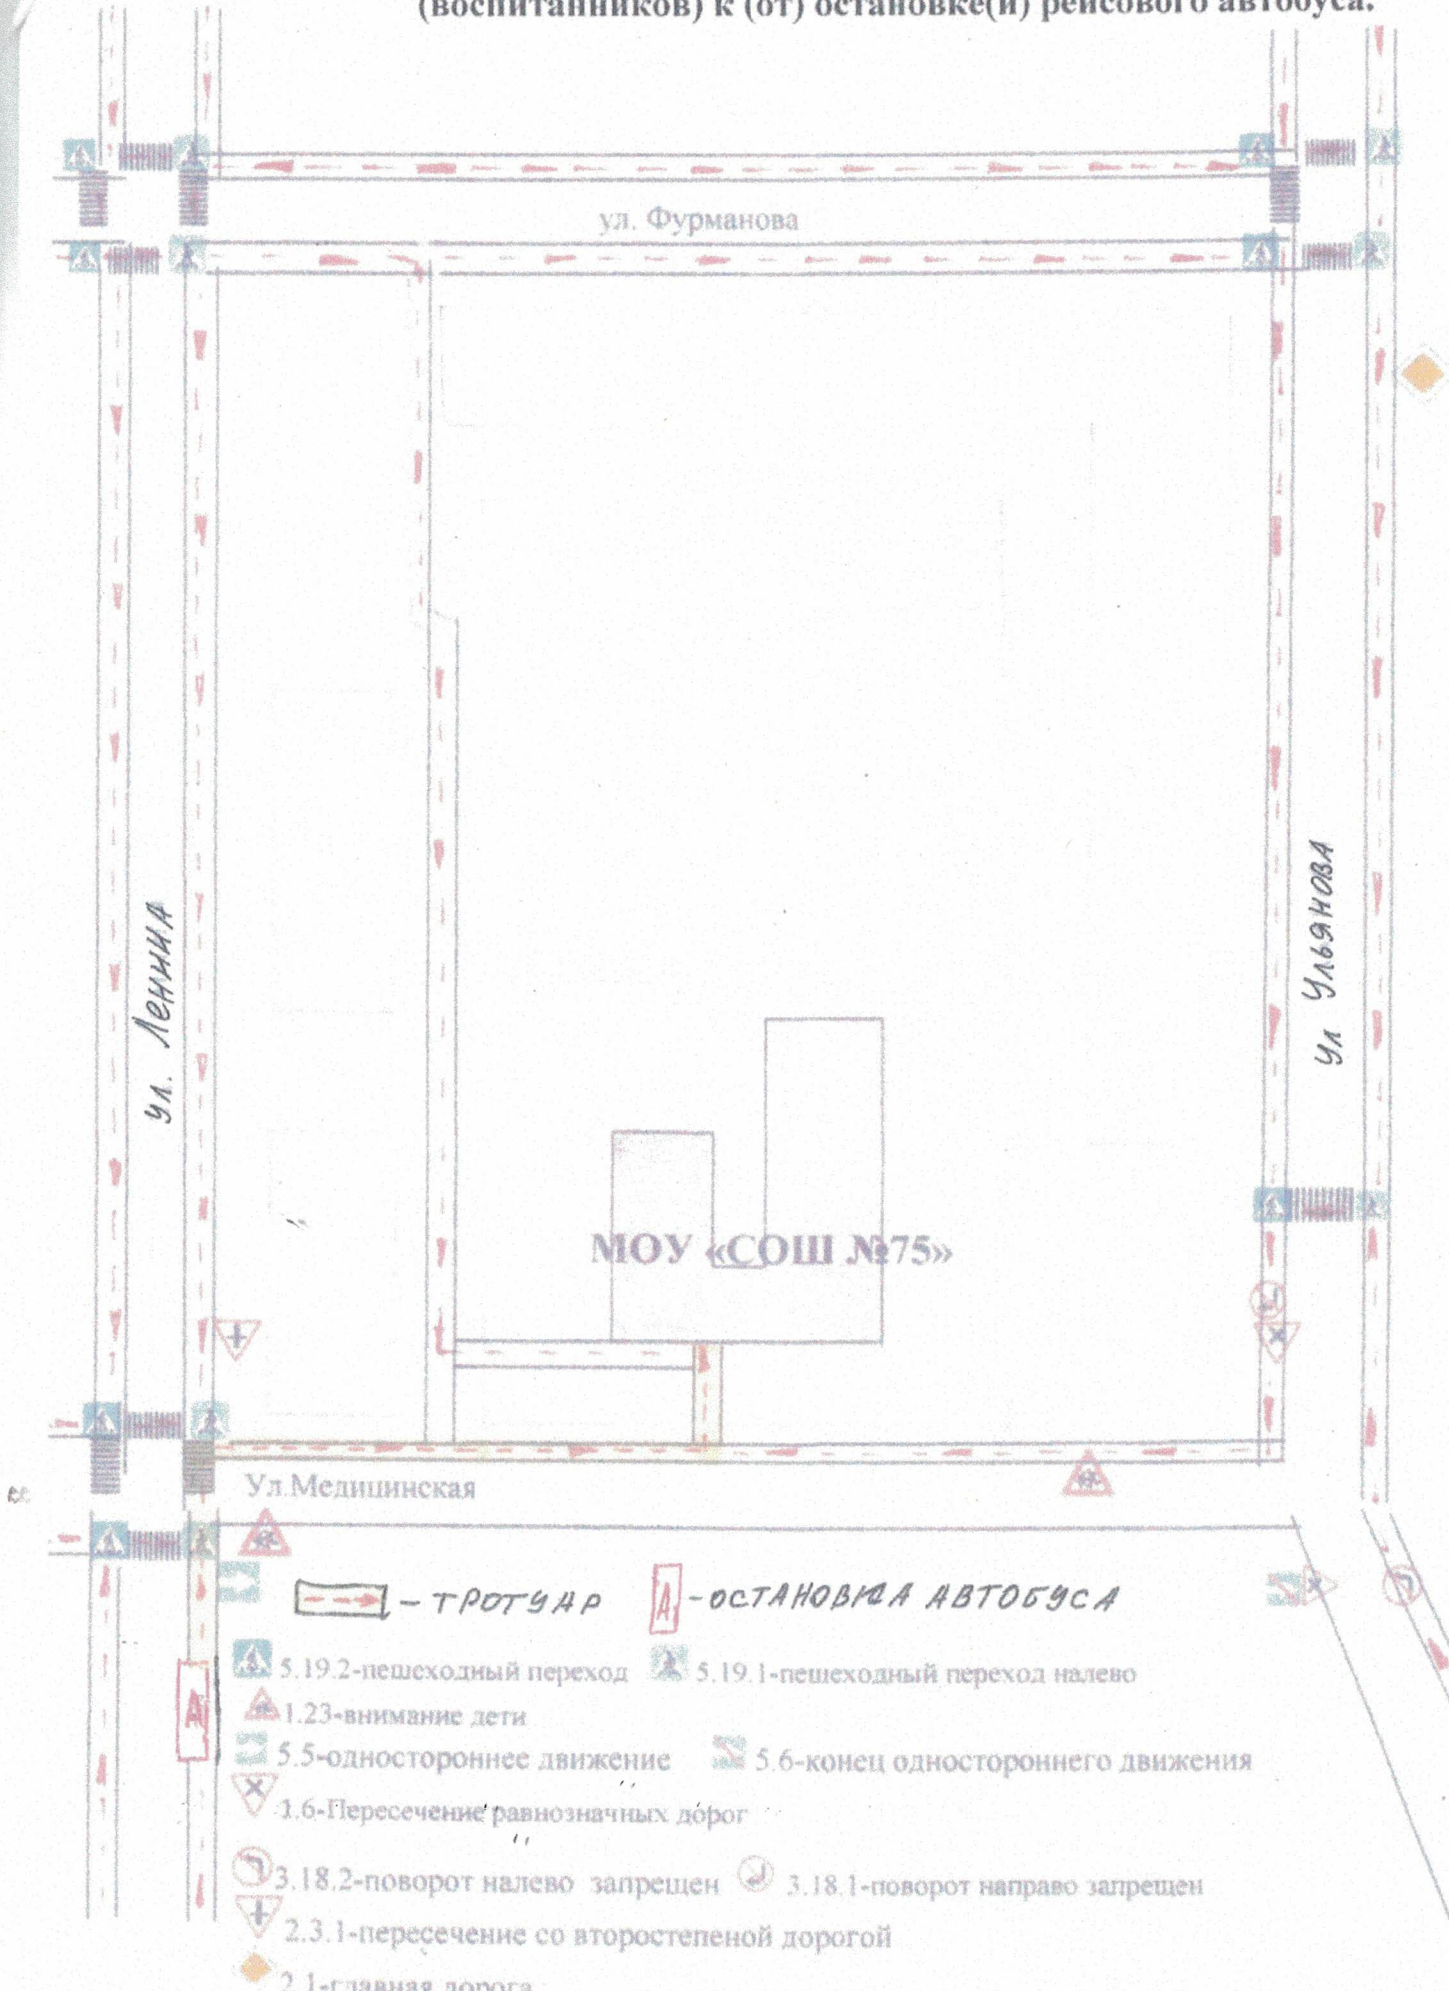 (воспитанников) к (от) остановке(и) рейсового автобуса.
ул. Фурманова
ул. Ленина
ул Ульянова
МОУ «СОШ №75»
Ул.Медицинская
- ТРОТУАР А - ОСТАНОВКА АВТОБУСА
5.19.2-пешеходный переход 5.19.1-пешеходный переход налево
1.23-внимание дети
А
5.5-одностороннее движение 5.6-конец одностороннего движения
1.6-Пересечение равнозначных дорог
3.18.2-поворот налево запрещен 3.18.1-поворот направо запрещен
2.3.1-пересечение со второстепеной дорогой
2.1-главная дорога